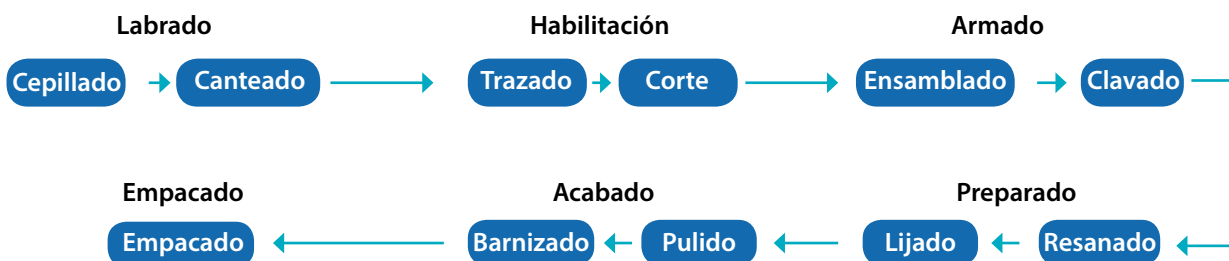 Labrado Habilitación Armado
Cepillado Canteado Trazado Corte Ensamblado Clavado
Empacado Acabado Preparado
Empacado Barnizado Pulido Lijado Resanado